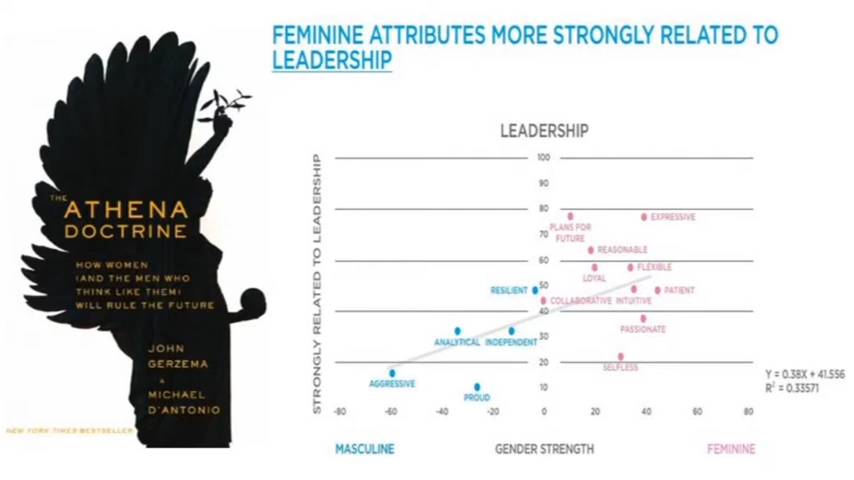 FEMININE ATTRIBUTES MORE STRONGLY RELATED TO
LEADERSHIP
THE
ATHENA
DOCTRINE
HOW WOMEN
(AND THE MEN WHO
THINK LIKE THEM)
WILL RULE THE FUTURE
JOHN
GERZEMA
+
MICHAEL
D'ANTONIO
NEW YORK TIMES BESTSELLER
LEADERSHIP
STRONGLY RELATED TO LEADERSHIP
100
90
80
PLANS FOR
FUTURE
EXPRESSIVE
70
REASONABLE
60
LOYAL
FLEXIBLE
50
RESILIENT
COLLABORATIVE
INTUITIVE
PATIENT
40
PASSIONATE
30
ANALYTICAL
INDEPENDENT
20
SELFLESS
AGGRESSIVE
10
PROUD
-80 -60 -40 -20 0 20 40 60 80
Y = 0.38X + 41.556
R² = 0.33571
MASCULINE
GENDER STRENGTH
FEMININE